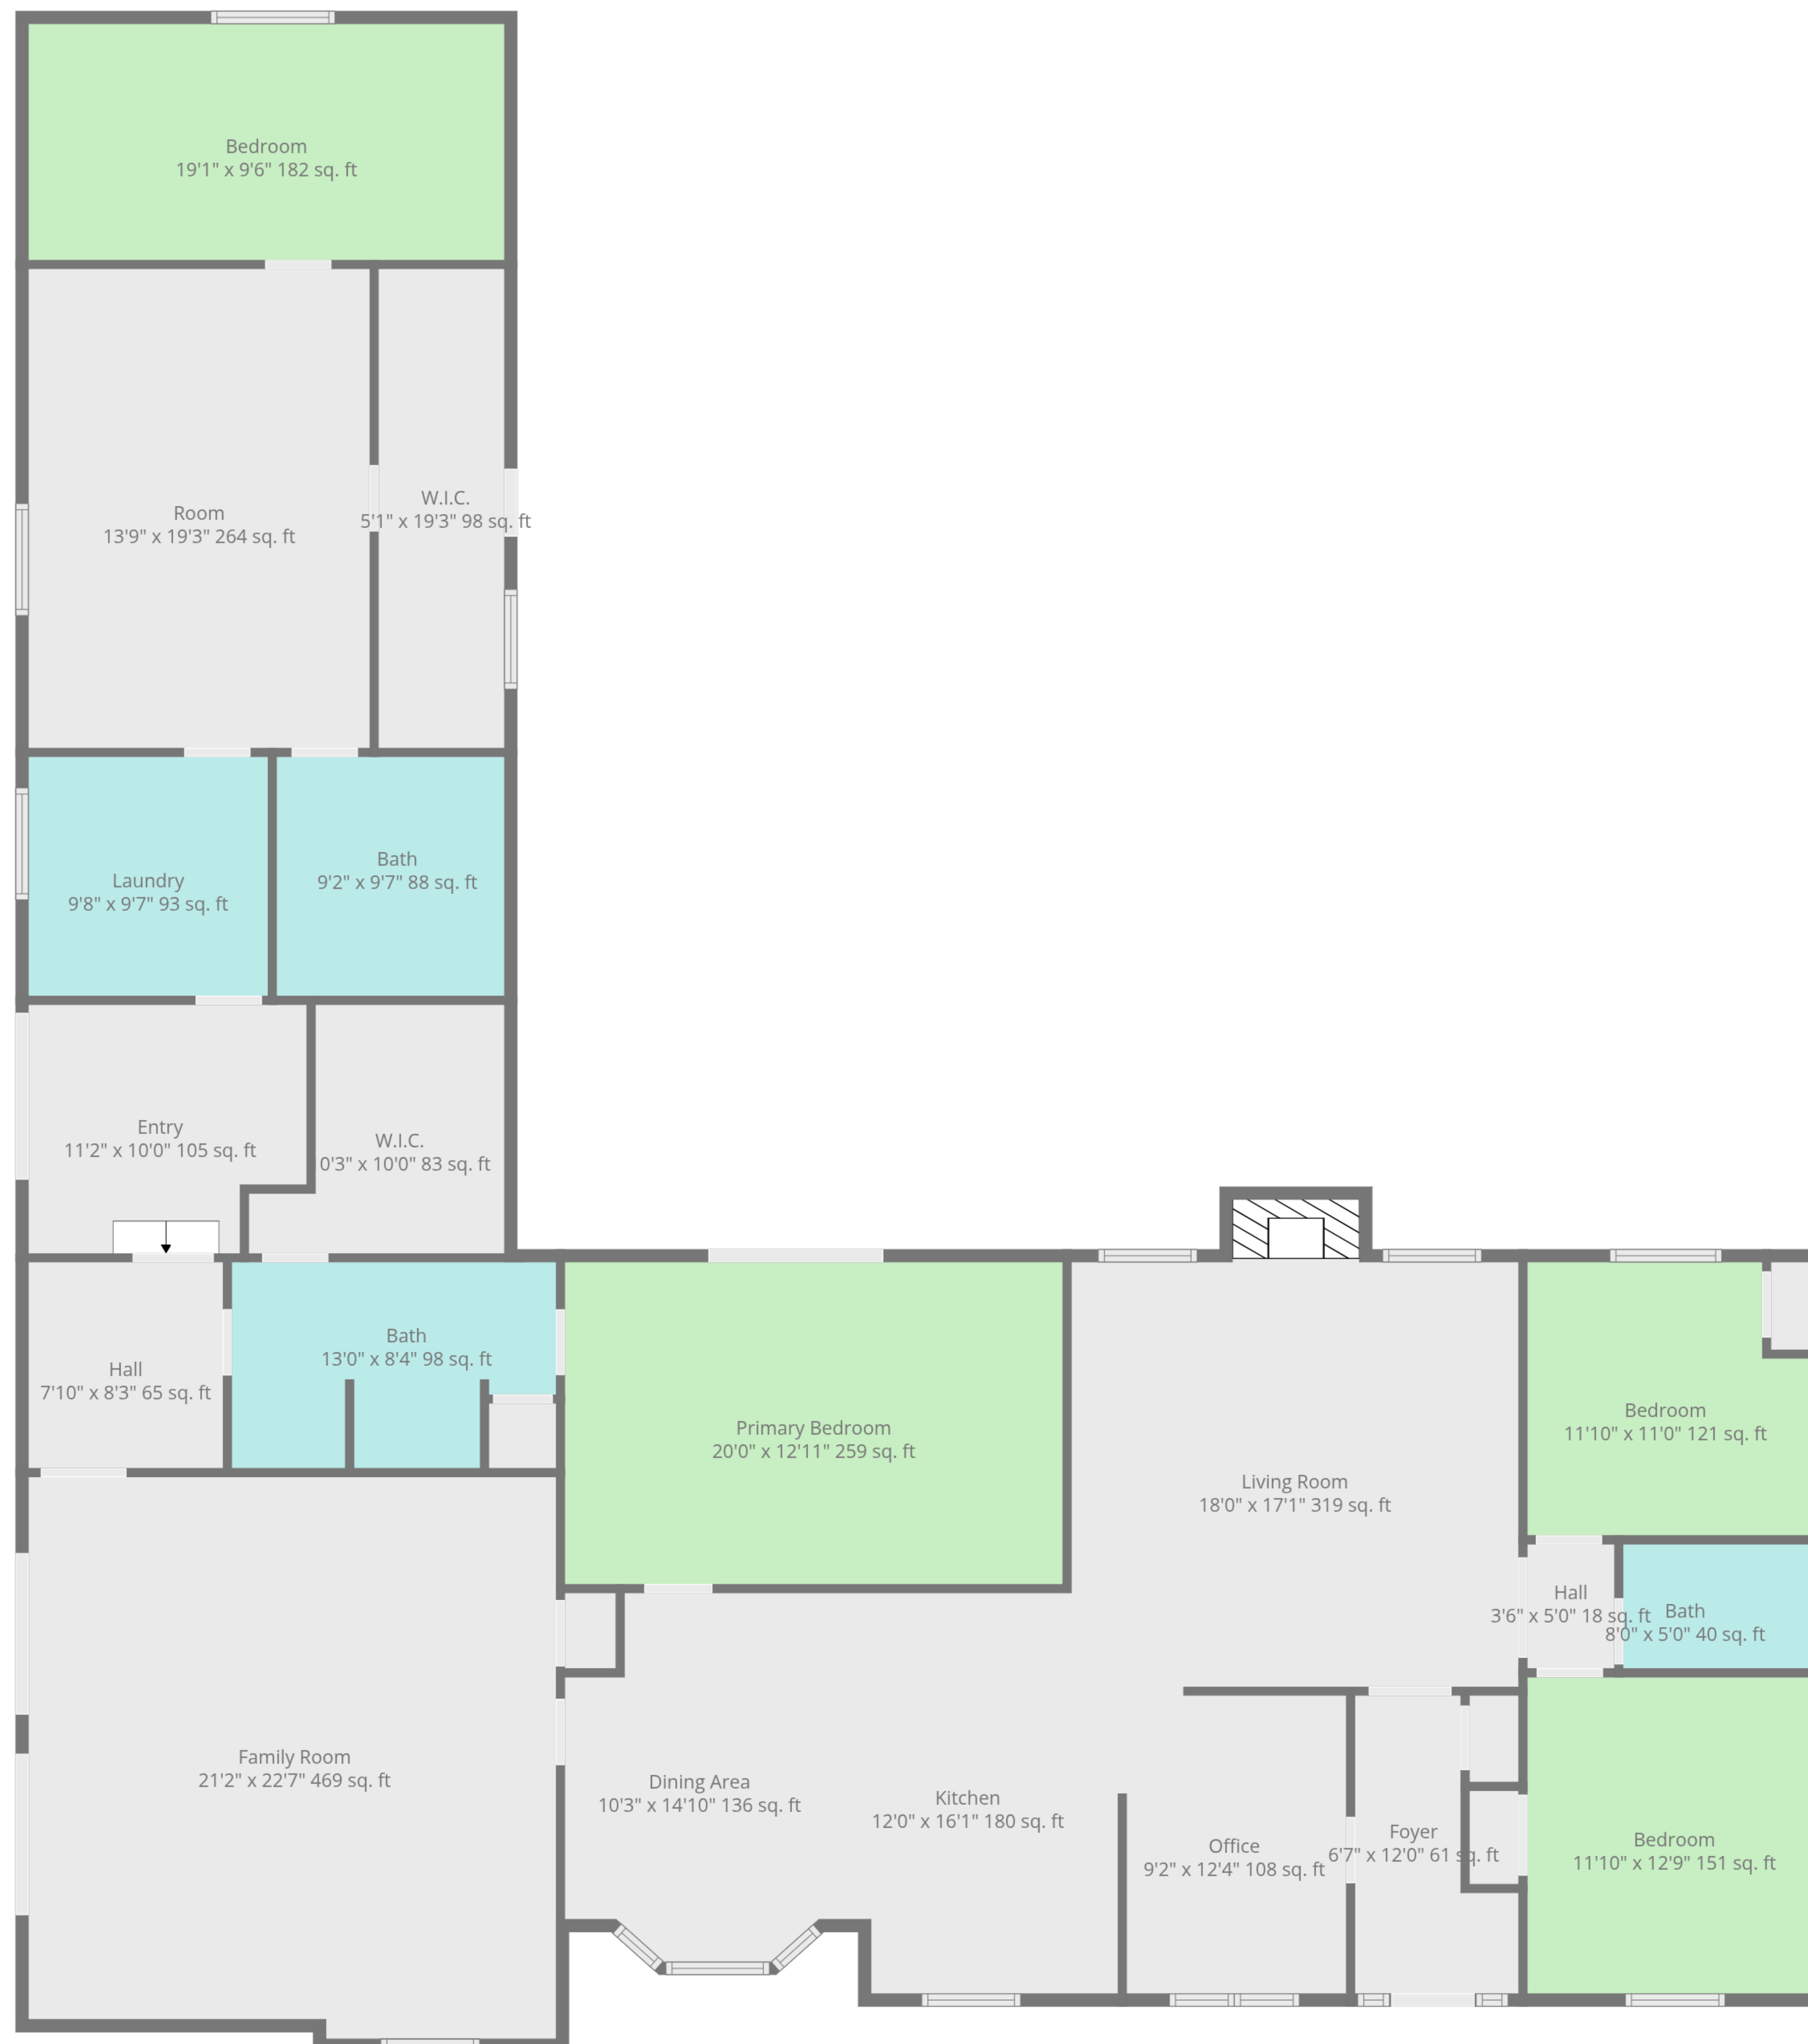 Bedroom
19'1" x 9'6" 182 sq. ft
Room
13'9" x 19'3" 264 sq. ft
W.I.C.
5'1" x 19'3" 98 sq. ft
Laundry
9'8" x 9'7" 93 sq. ft
Bath
9'2" x 9'7" 88 sq. ft
Entry
11'2" x 10'0" 105 sq. ft
W.I.C.
0'3" x 10'0" 83 sq. ft
Hall
7'10" x 8'3" 65 sq. ft
Bath
13'0" x 8'4" 98 sq. ft
Primary Bedroom
20'0" x 12'11" 259 sq. ft
Living Room
18'0" x 17'1" 319 sq. ft
Bedroom
11'10" x 11'0" 121 sq. ft
Hall
3'6" x 5'0" 18 sq. ft
Bath
8'0" x 5'0" 40 sq. ft
Family Room
21'2" x 22'7" 469 sq. ft
Dining Area
10'3" x 14'10" 136 sq. ft
Kitchen
12'0" x 16'1" 180 sq. ft
Office
9'2" x 12'4" 108 sq. ft
Foyer
6'7" x 12'0" 61 sq. ft
Bedroom
11'10" x 12'9" 151 sq. ft